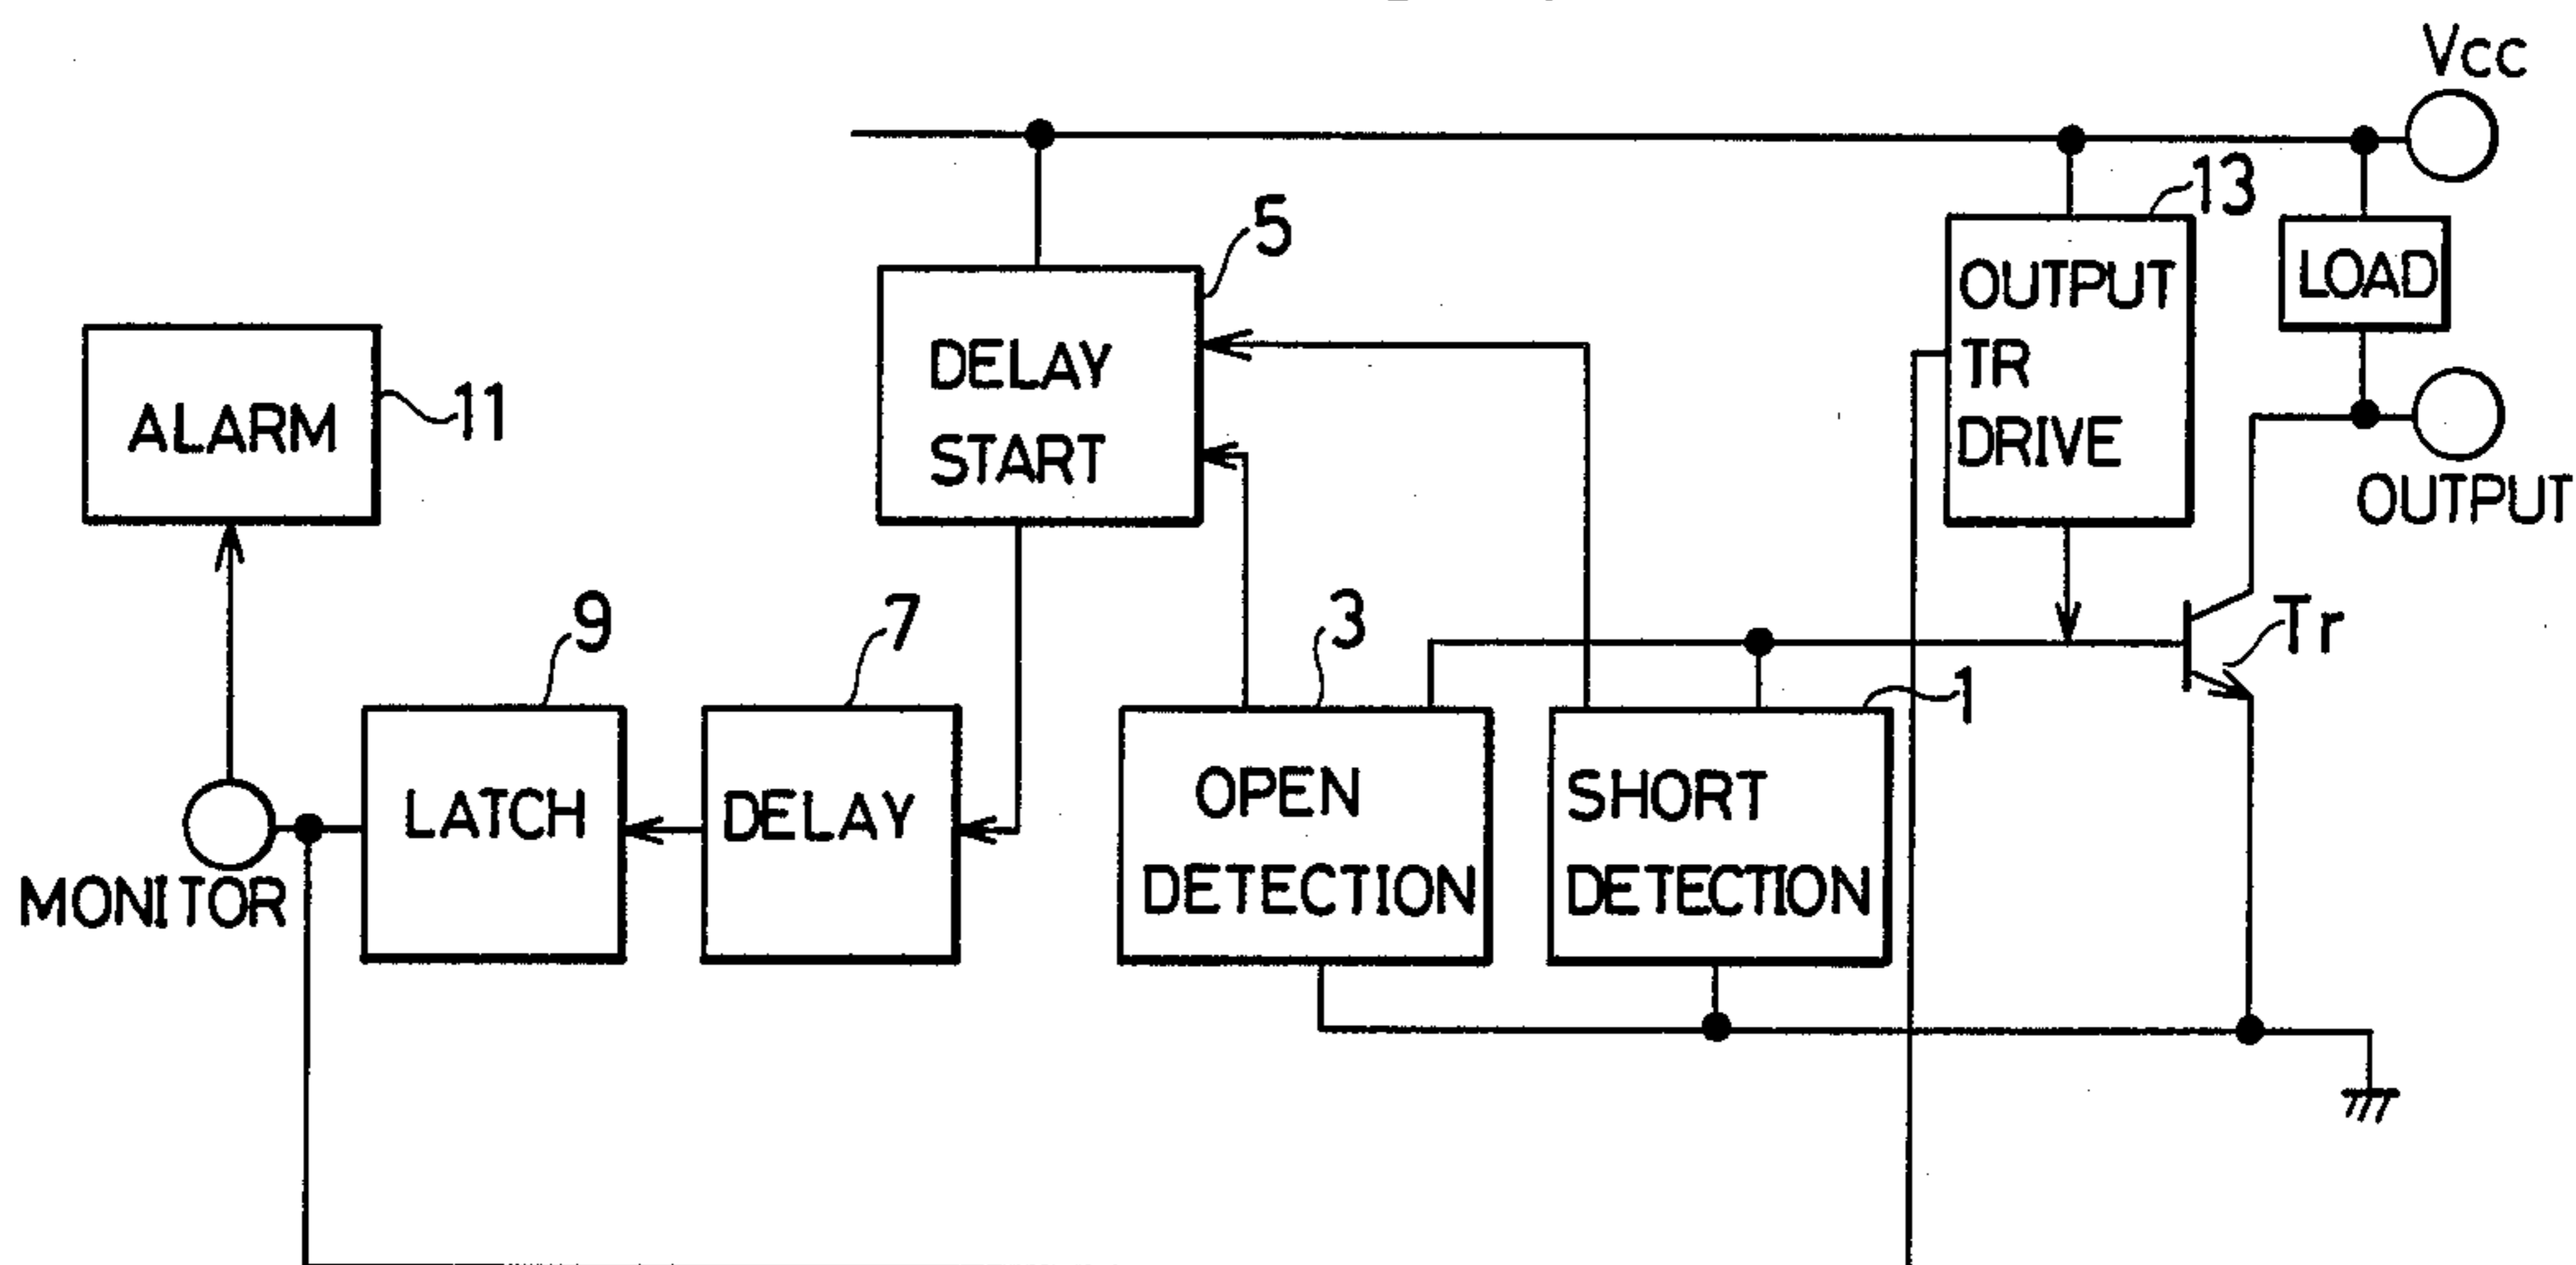 Vcc
13
5
OUTPUT
TR
DRIVE
LOAD
DELAY
START
ALARM
11
OUTPUT
9
7
3
1
Tr
LATCH
DELAY
OPEN
DETECTION
SHORT
DETECTION
MONITOR